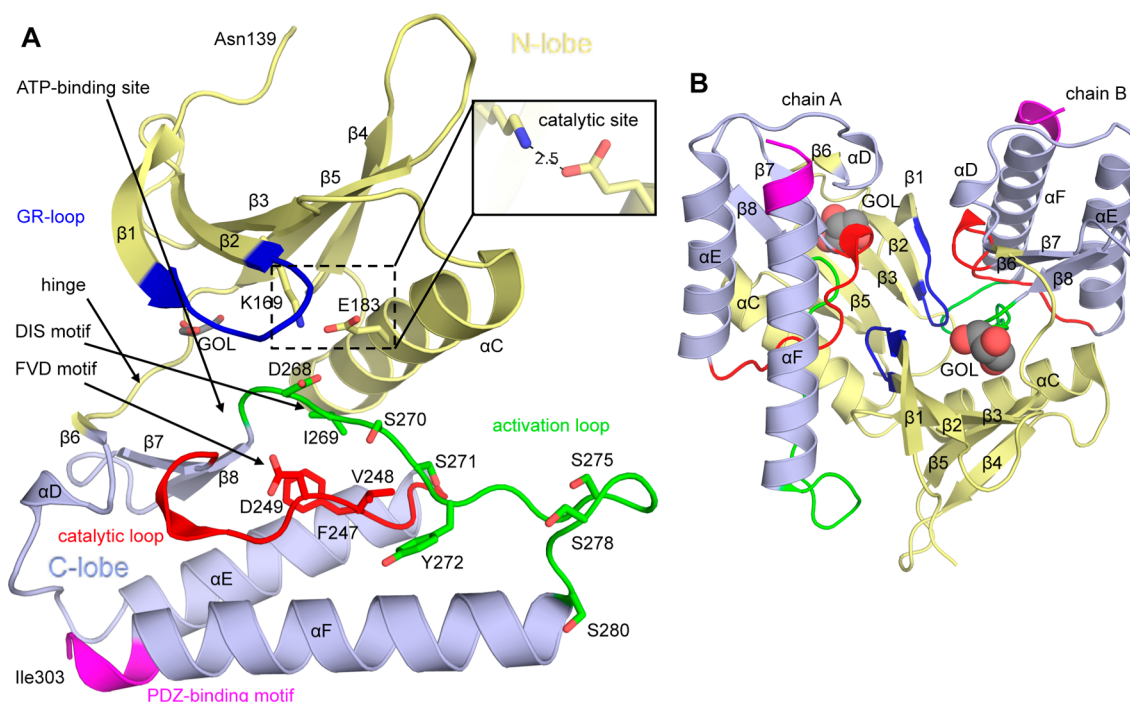 A
Asn139
N-lobe
ATP-binding site
catalytic site
2.5
β4
β5
β3
GR-loop
β1
β2
K169
E183
hinge
GOL
αC
DIS motif
D268
FVD motif
S270
I269
activation loop
β6
β7
S271
S275
β8
V248
αD
D249
F247
S278
catalytic loop
Y272
C-lobe
αE
αF
S280
Ile303
PDZ-binding motif
B
chain A
chain B
β6
β7
αD
β1
αD
GOL
αF
β8
αE
αE
β2
β7
β6
β3
β8
αC
β5
αF
GOL
αC
β1
β2
β3
β5
β4